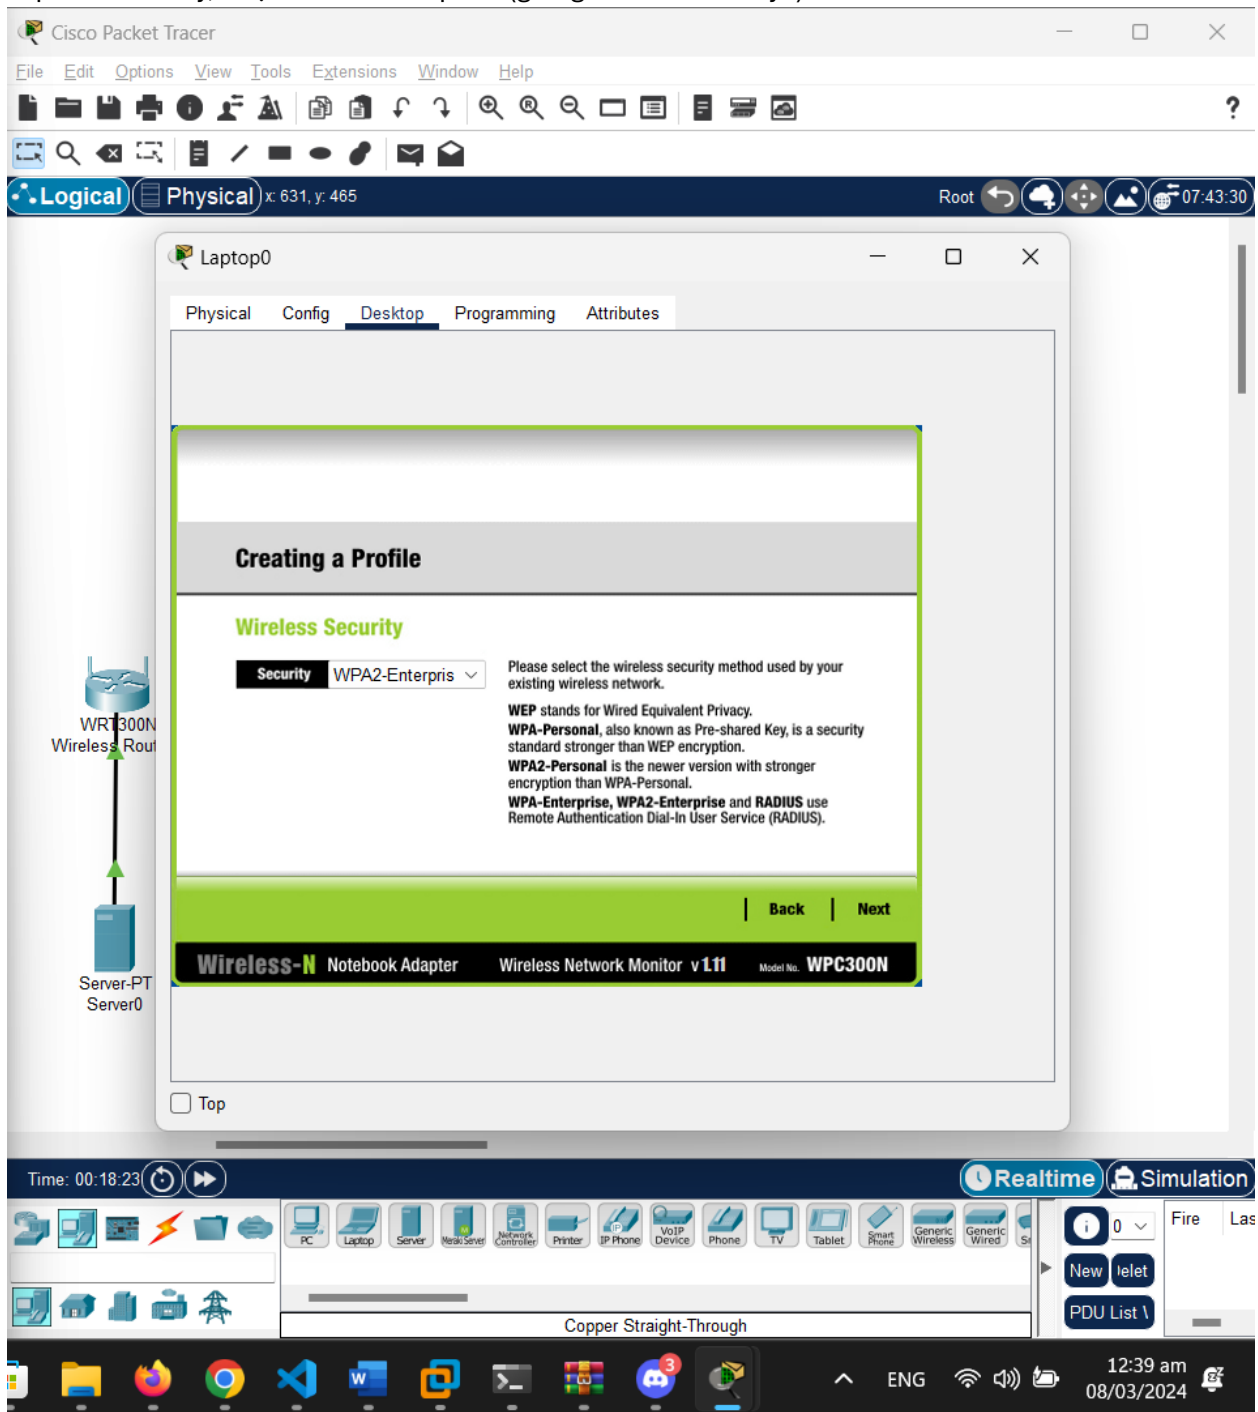 Cisco Packet Tracer
File Edit Options View Tools Extensions Window Help
?
Logical Physical x: 631, y: 465 Root 07:43:30
Laptop0
Physical Config Desktop Programming Attributes
Creating a Profile
Wireless Security
Security WPA2-Enterpris
Please select the wireless security method used by your
existing wireless network.
WEP stands for Wired Equivalent Privacy.
WPA-Personal, also known as Pre-shared Key, is a security
standard stronger than WEP encryption.
WPA2-Personal is the newer version with stronger
encryption than WPA-Personal.
WPA-Enterprise, WPA2-Enterprise and RADIUS use
Remote Authentication Dial-In User Service (RADIUS).
Back Next
Wireless-N Notebook Adapter Wireless Network Monitor v1.11 Model No. WPC300N
WRT300N
Wireless Rout
Server-PT
Server0
Top
Time: 00:18:23 Realtime Simulation
PC Laptop Server Meraki Server Network Controller Printer IP Phone VoIP Device Phone TV Tablet Smart Phone Generic Wireless Generic Wired
0 Fire Las
New
PDU List
Copper Straight-Through
3
ENG
12:39 am
08/03/2024